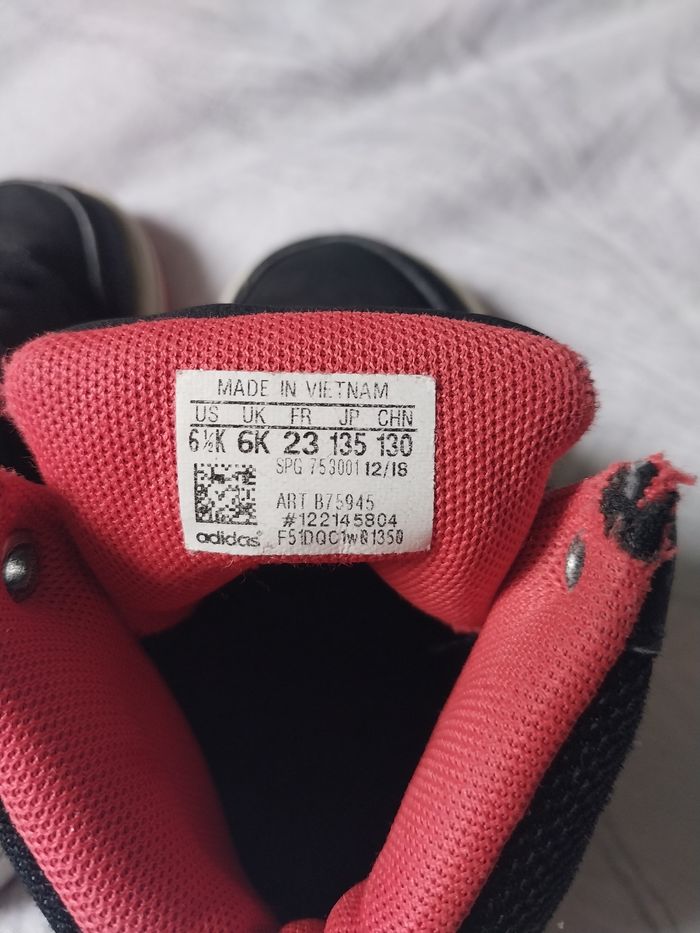 MADE IN VIETNAM
US UK FR JP CHN
6½K 6K 23 135 130
SPG 753001 12/18
ART B75945
#122145804
adidas F51DQC1w01350